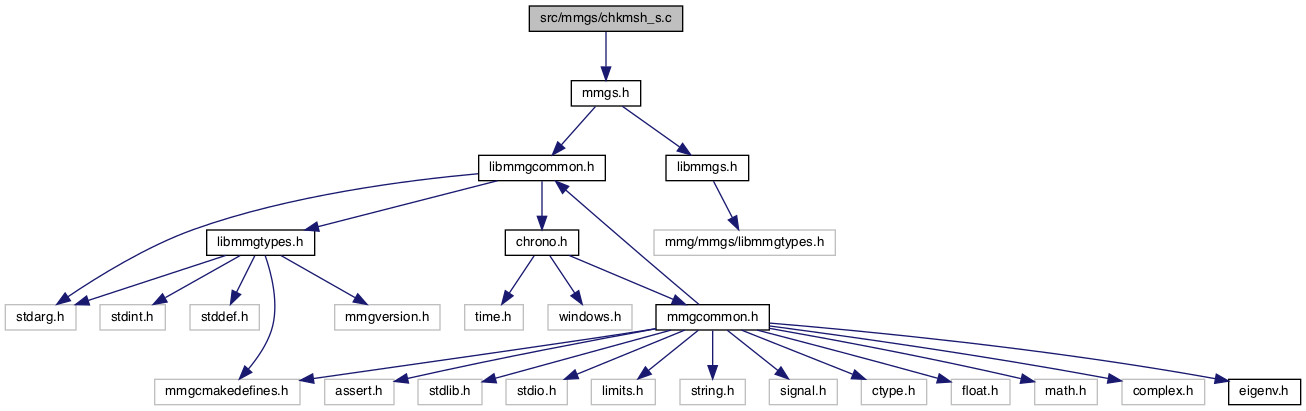 src/mmgs/chkmsh_s.c
mmgs.h
libmmgcommon.h
libmmgs.h
libmmgtypes.h
chrono.h
mmg/mmgs/libmmgtypes.h
stdarg.h
stdint.h
stddef.h
mmgversion.h
time.h
windows.h
mmgcommon.h
mmgcmakedefines.h
assert.h
stdlib.h
stdio.h
limits.h
string.h
signal.h
ctype.h
float.h
math.h
complex.h
eigenv.h